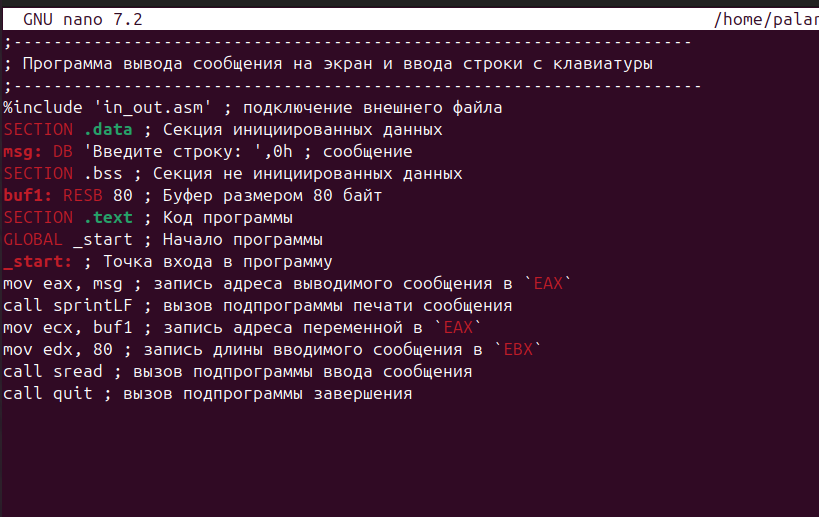 GNU nano 7.2 /home/palan
;--------------------------------------------------------------------
; Программа вывода сообщения на экран и ввода строки с клавиатуры
;---------------------------------------------------------------------
%include 'in_out.asm' ; подключение внешнего файла
SECTION .data ; Секция инициированных данных
msg: DB 'Введите строку: ',0h ; сообщение
SECTION .bss ; Секция не инициированных данных
buf1: RESB 80 ; Буфер размером 80 байт
SECTION .text ; Код программы
GLOBAL _start ; Начало программы
_start: ; Точка входа в программу
mov eax, msg ; запись адреса выводимого сообщения в `EAX`
call sprintLF ; вызов подпрограммы печати сообщения
mov ecx, buf1 ; запись адреса переменной в `EAX`
mov edx, 80 ; запись длины вводимого сообщения в `EBX`
call sread ; вызов подпрограммы ввода сообщения
call quit ; вызов подпрограммы завершения